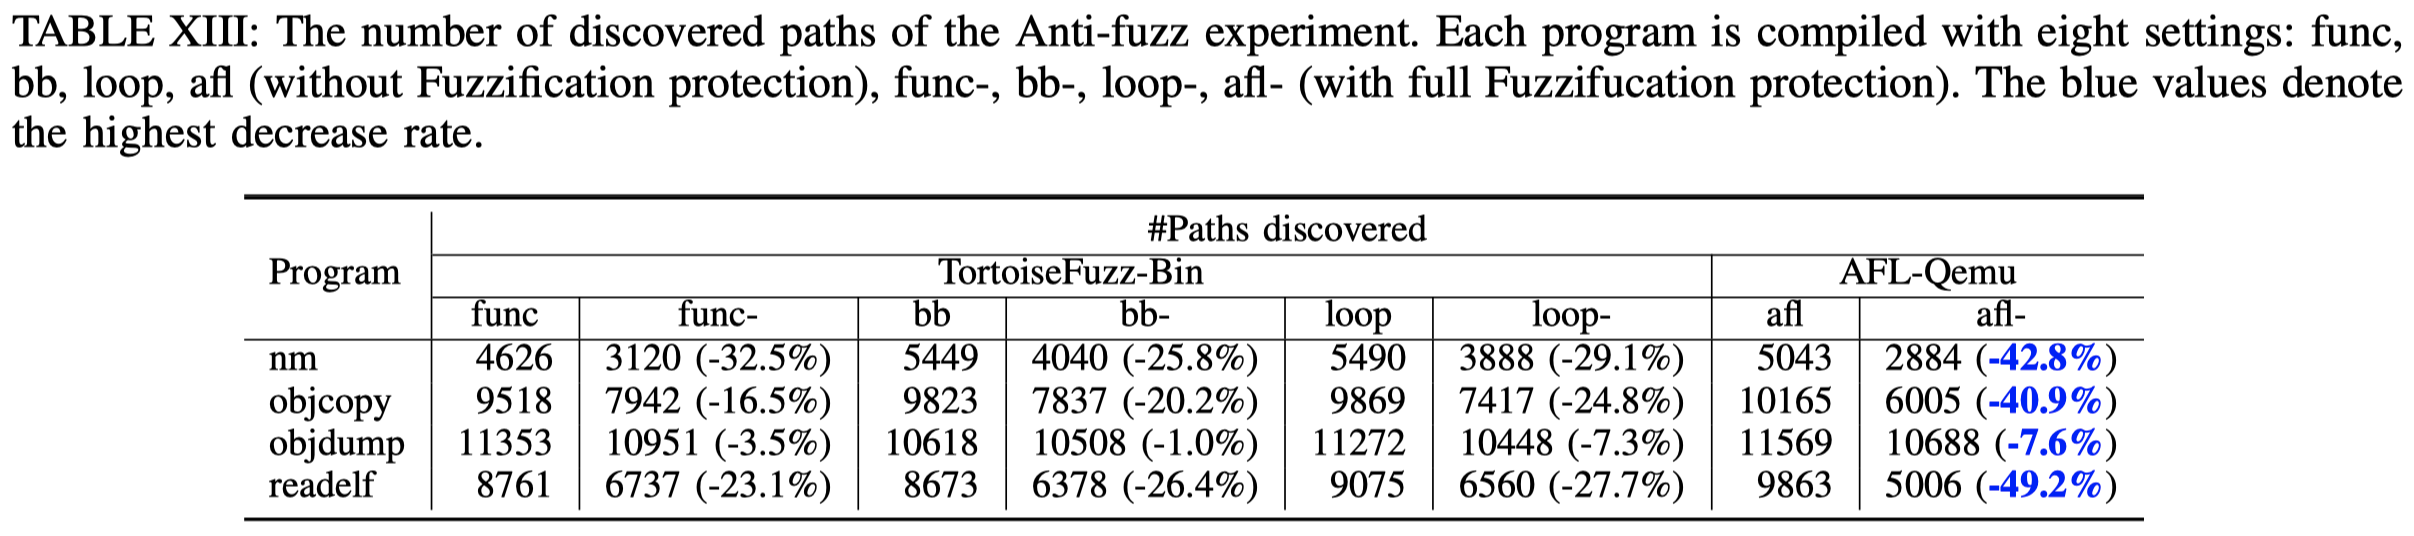 TABLE XIII: The number of discovered paths of the Anti-fuzz experiment. Each program is compiled with eight settings: func,
bb, loop, afl (without Fuzzification protection), func-, bb-, loop-, afl- (with full Fuzzifucation protection). The blue values denote
the highest decrease rate.
Program #Paths discovered
TortoiseFuzz-Bin AFL-Qemu
func func- bb bb- loop loop- afl afl-
nm 4626 3120 (-32.5%) 5449 4040 (-25.8%) 5490 3888 (-29.1%) 5043 2884 (-42.8%)
objcopy 9518 7942 (-16.5%) 9823 7837 (-20.2%) 9869 7417 (-24.8%) 10165 6005 (-40.9%)
objdump 11353 10951 (-3.5%) 10618 10508 (-1.0%) 11272 10448 (-7.3%) 11569 10688 (-7.6%)
readelf 8761 6737 (-23.1%) 8673 6378 (-26.4%) 9075 6560 (-27.7%) 9863 5006 (-49.2%)